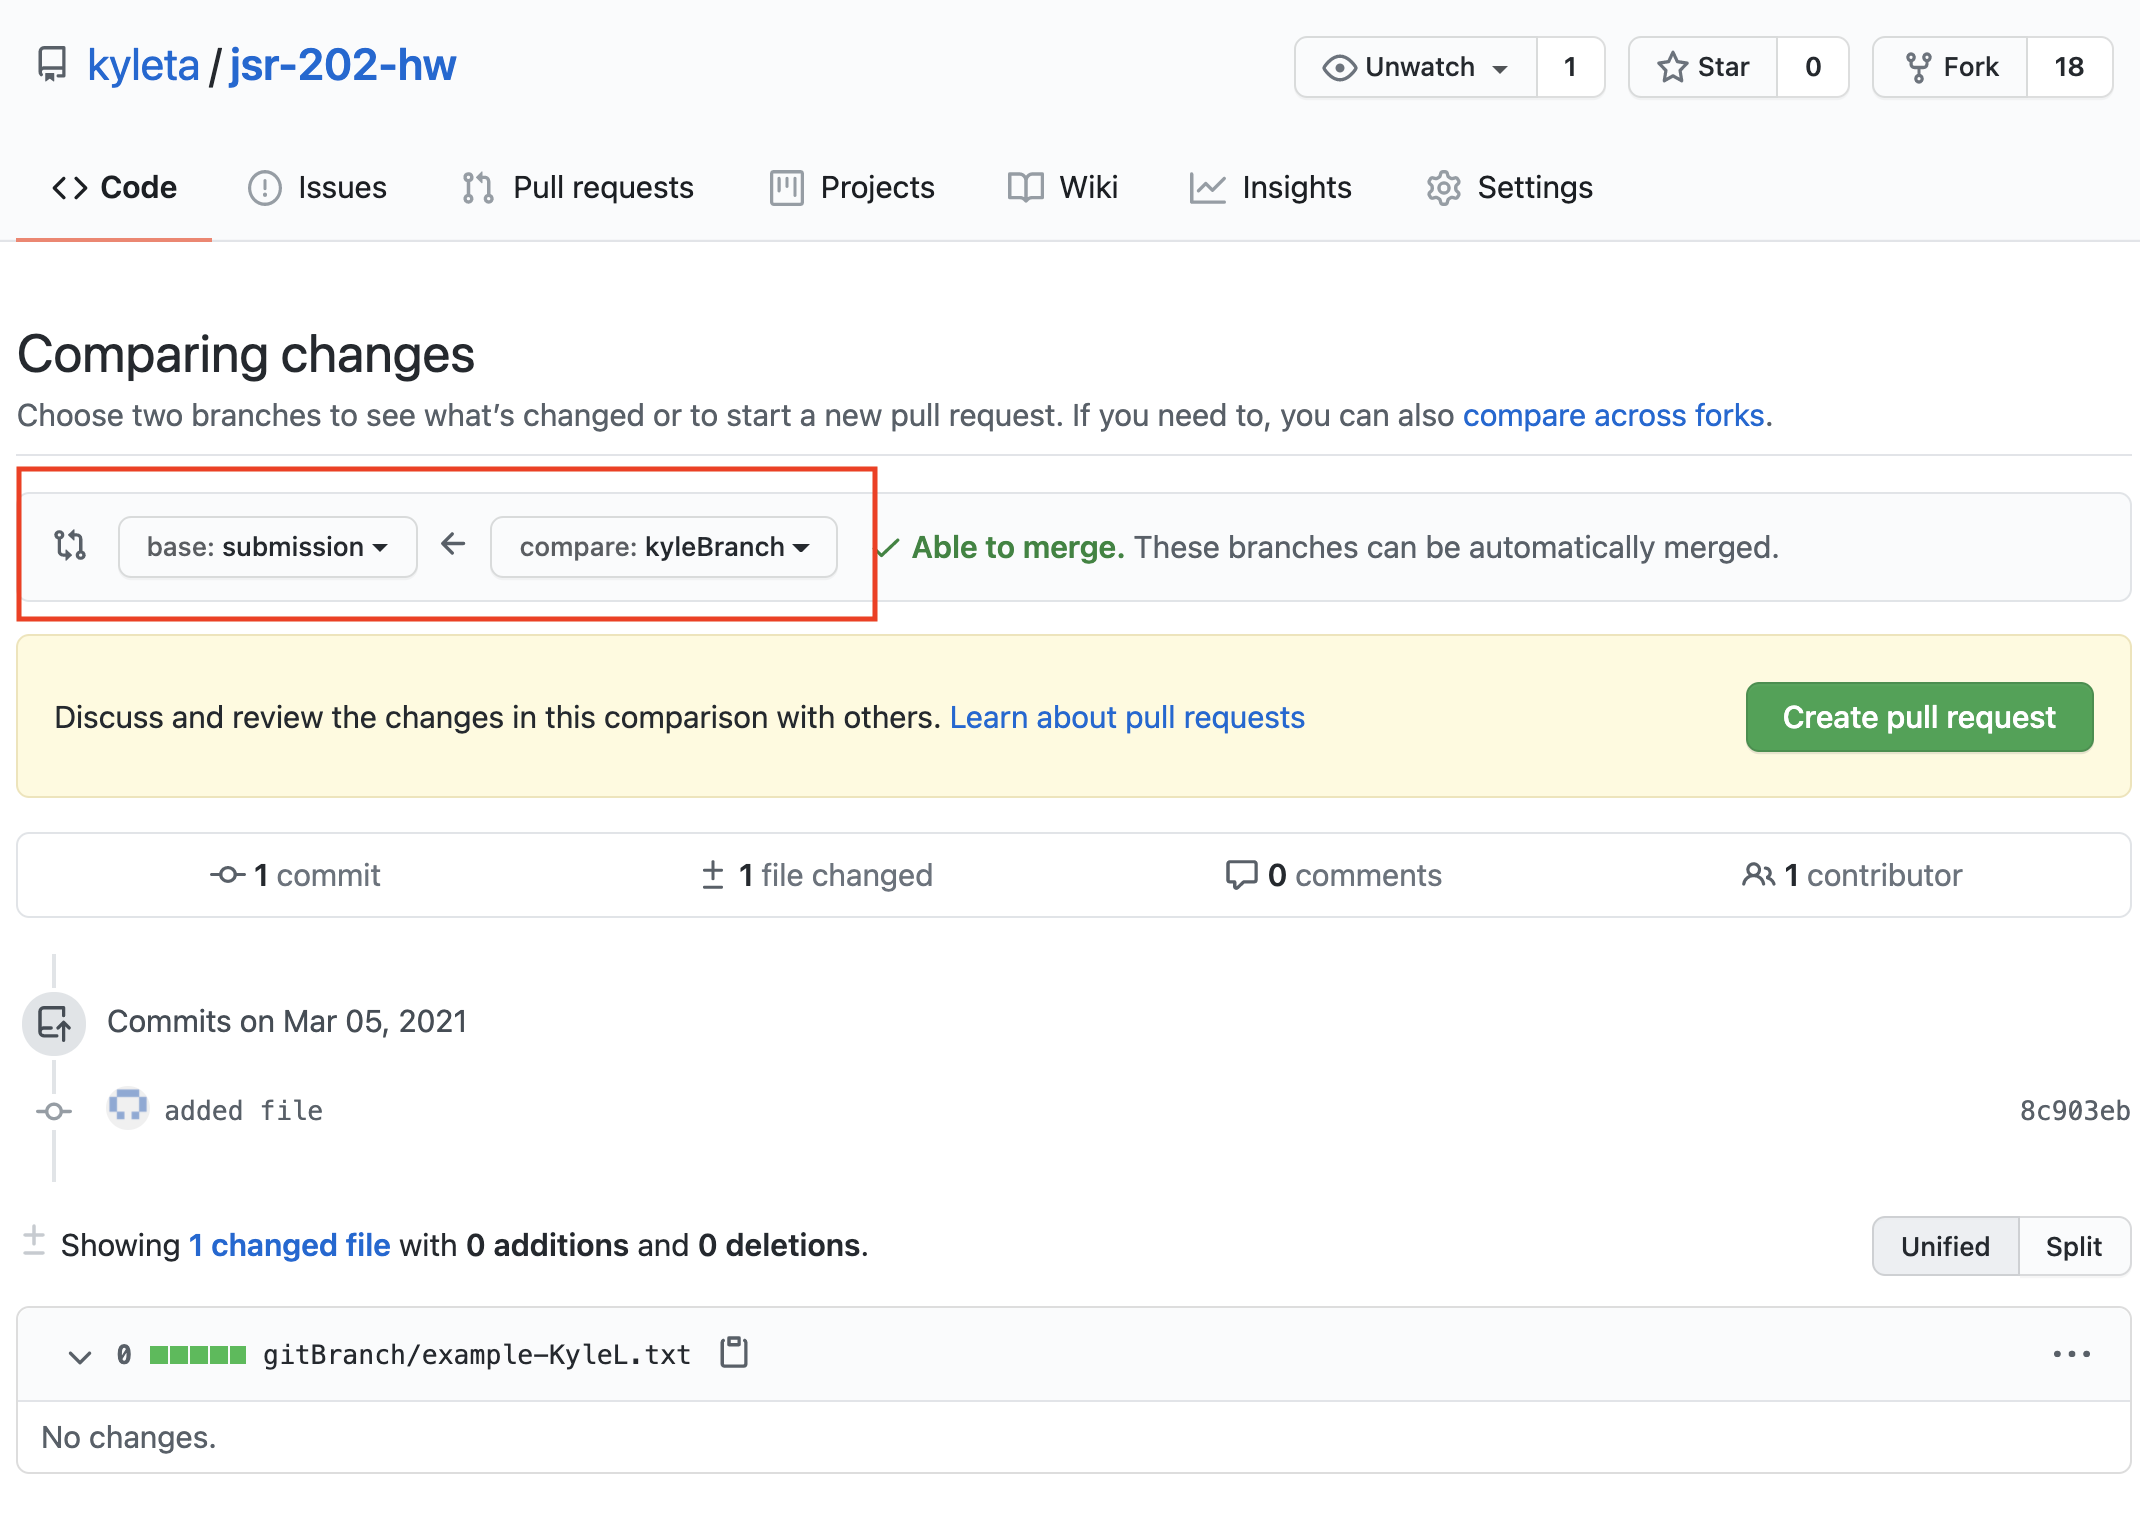 kyleta / jsr-202-hw
Unwatch 1 Star 0 Fork 18
Code Issues Pull requests Projects Wiki Insights Settings
Comparing changes
Choose two branches to see what’s changed or to start a new pull request. If you need to, you can also compare across forks.
base: submission compare: kyleBranch Able to merge. These branches can be automatically merged.
Discuss and review the changes in this comparison with others. Learn about pull requests Create pull request
1 commit 1 file changed 0 comments 1 contributor
Commits on Mar 05, 2021
added file 8c903eb
Showing 1 changed file with 0 additions and 0 deletions. Unified Split
0 gitBranch/example-KyleL.txt
No changes.